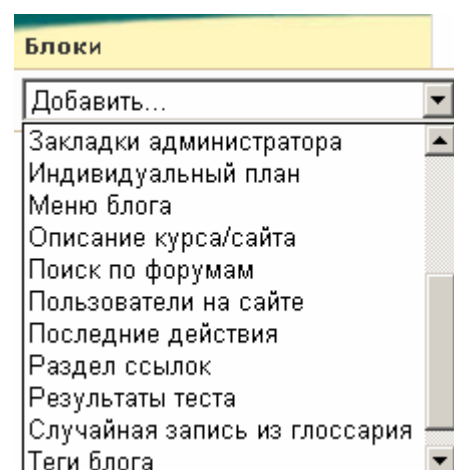 Блоки
Добавить...
Закладки администратора
Индивидуальный план
Меню блога
Описание курса/сайта
Поиск по форумам
Пользователи на сайте
Последние действия
Раздел ссылок
Результаты теста
Случайная запись из глоссария
Теги блога